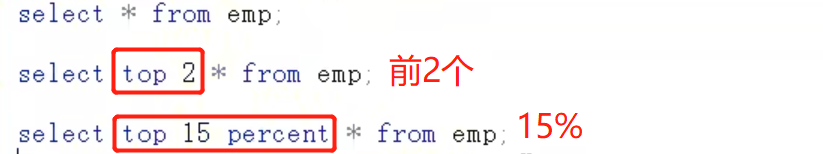 select * from emp;
select top 2 * from emp; 前2个
select top 15 percent * from emp; 15%